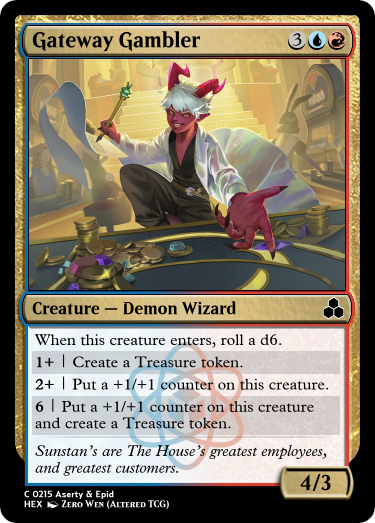 Gateway Gambler 3
Creature — Demon Wizard
When this creature enters, roll a d6.
1+ | Create a Treasure token.
2+ | Put a +1/+1 counter on this creature.
6 | Put a +1/+1 counter on this creature
and create a Treasure token.
Sunstan's are The House's greatest employees,
and greatest customers.
4/3
C 0215 Aserty & Epid
HEX Zero Wen (Altered TCG)